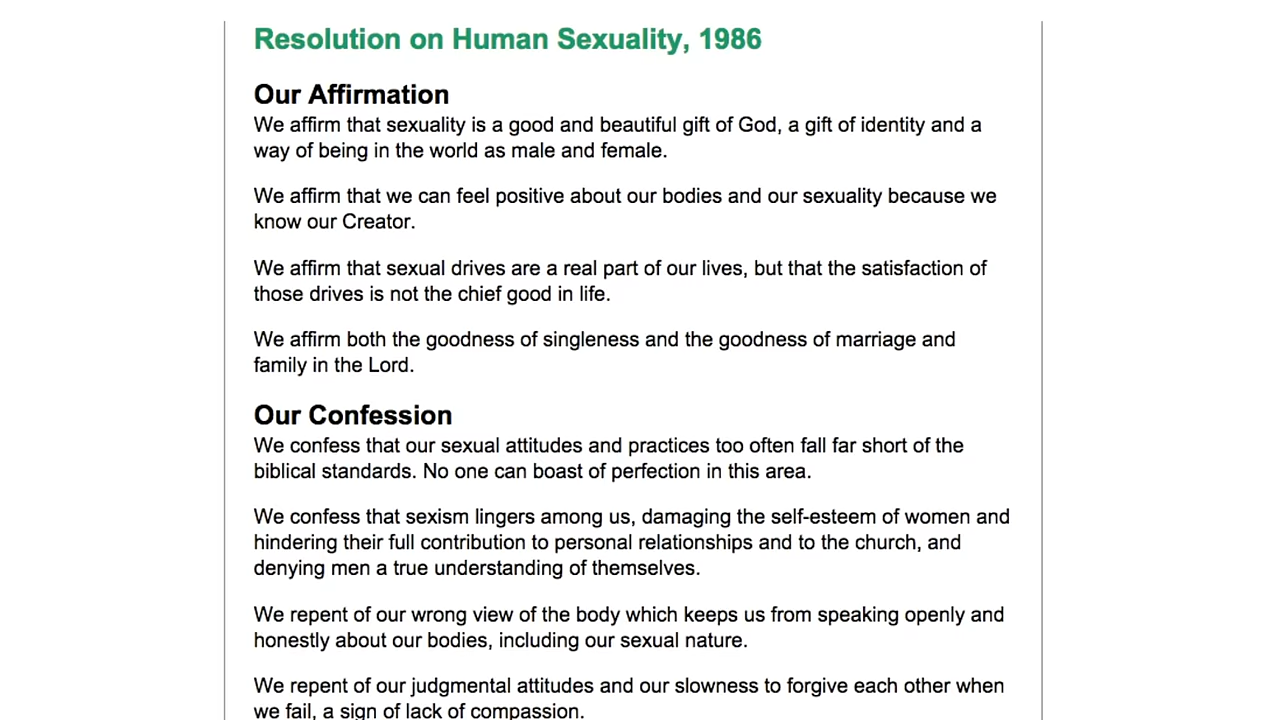 Resolution on Human Sexuality, 1986
Our Affirmation
We affirm that sexuality is a good and beautiful gift of God, a gift of identity and a
way of being in the world as male and female.
We affirm that we can feel positive about our bodies and our sexuality because we
know our Creator.
We affirm that sexual drives are a real part of our lives, but that the satisfaction of
those drives is not the chief good in life.
We affirm both the goodness of singleness and the goodness of marriage and
family in the Lord.
Our Confession
We confess that our sexual attitudes and practices too often fall far short of the
biblical standards. No one can boast of perfection in this area.
We confess that sexism lingers among us, damaging the self-esteem of women and
hindering their full contribution to personal relationships and to the church, and
denying men a true understanding of themselves.
We repent of our wrong view of the body which keeps us from speaking openly and
honestly about our bodies, including our sexual nature.
We repent of our judgmental attitudes and our slowness to forgive each other when
we fail, a sign of lack of compassion.